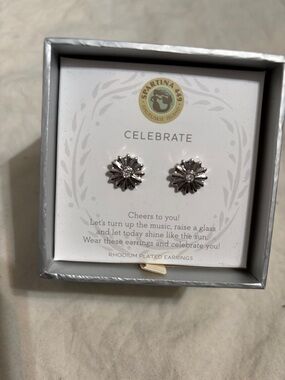 SPARTINA 449
CELEBRATE
Cheers to you!
Let's turn up the music, raise a glass
and let today shine like the sun.
Wear these earrings and celebrate you!
RHODIUM PLATED EARRINGS